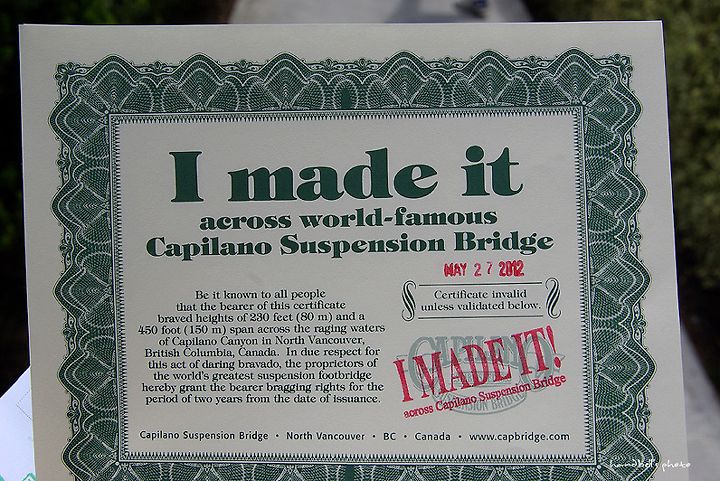 I made it
across world-famous
Capilano Suspension Bridge
MAY 27 2012
Be it known to all people
that the bearer of this certificate
braved heights of 230 feet (80 m) and a
450 foot (150 m) span across the raging waters
of Capilano Canyon in North Vancouver,
British Columbia, Canada. In due respect for
this act of daring bravado, the proprietors of
the world's greatest suspension footbridge
hereby grant the bearer bragging rights for the
period of two years from the date of issuance.
Certificate invalid
unless validated below.
CAPILANO
SUSPENSION BRIDGE
I MADE IT!
across Capilano Suspension Bridge
Capilano Suspension Bridge • North Vancouver • BC • Canada • www.capbridge.com